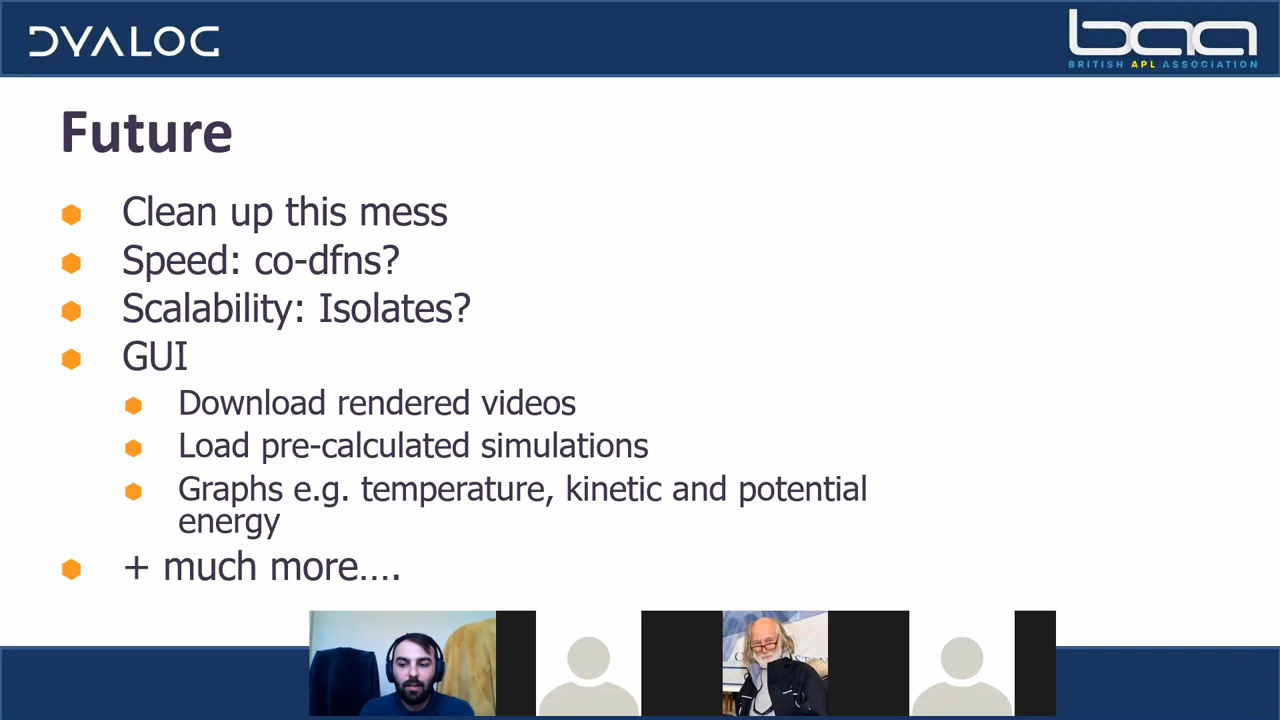 DYALOG
baa
BRITISH APL ASSOCIATION
Future
Clean up this mess
Speed: co-dfns?
Scalability: Isolates?
GUI
Download rendered videos
Load pre-calculated simulations
Graphs e.g. temperature, kinetic and potential
energy
+ much more….